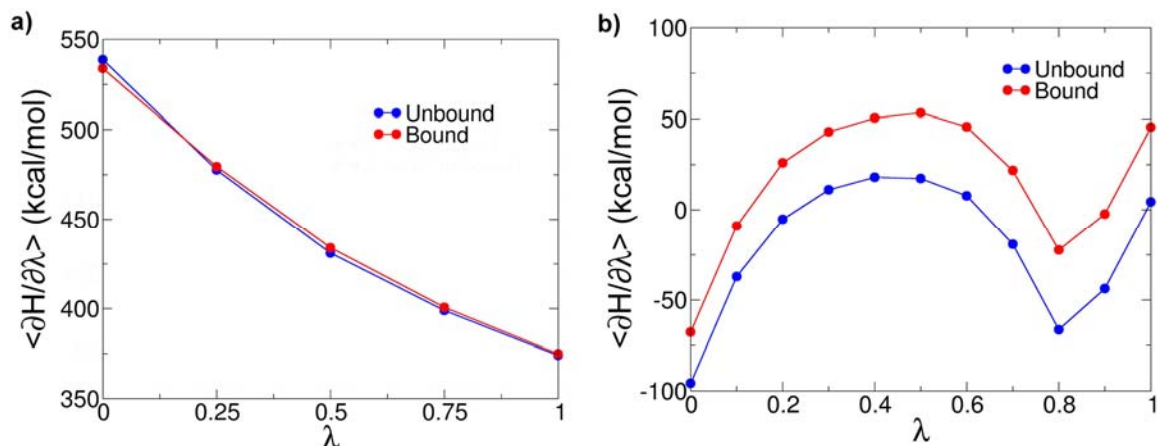 a)
<∂H/∂λ> (kcal/mol)
550
500
450
400
350
0
0.25
0.5
0.75
1
λ
Unbound
Bound
b)
<∂H/∂λ> (kcal/mol)
100
50
0
-50
-100
0
0.2
0.4
0.6
0.8
1
λ
Unbound
Bound